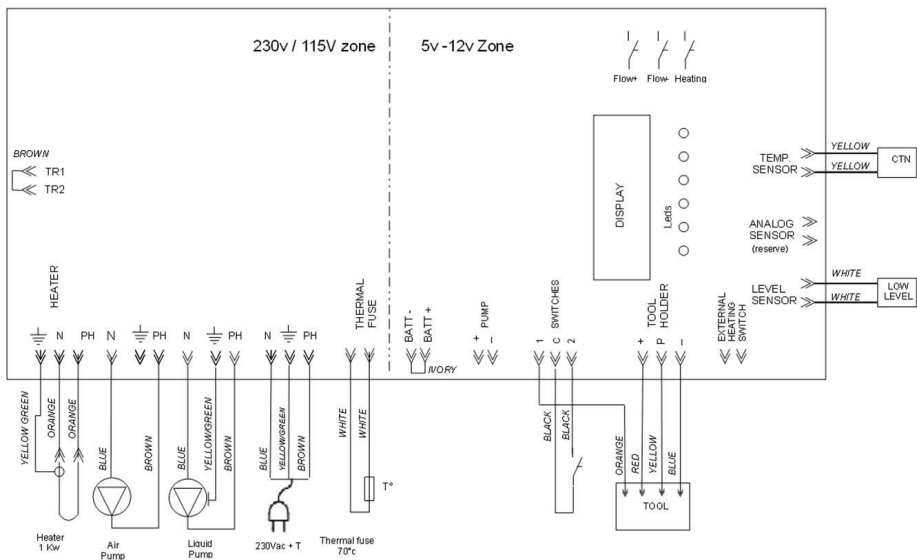 230v / 115V zone
5v -12v Zone
Flow+
Flow-
Heating
BROWN
TR1
TR2
DISPLAY
Leds
TEMP.
SENSOR
YELLOW
YELLOW
CTN
ANALOG
SENSOR
(reserve)
LEVEL
SENSOR
WHITE
WHITE
LOW
LEVEL
HEATER
THERMAL
FUSE
BATT -
BATT +
+ PUMP
–
SWITCHES
1
C
2
TOOL
HOLDER
+
P
–
EXTERNAL
HEATING
SWITCH
N
PH
N
PH
N
PH
N
PH
IVORY
YELLOW GREEN
ORANGE
ORANGE
BLUE
BROWN
BLUE
YELLOW/GREEN
BROWN
BLUE
YELLOW/GREEN
BROWN
WHITE
WHITE
BLACK
BLACK
ORANGE
RED
YELLOW
BLUE
T°
TOOL
Heater
1 Kw
Air
Pump
Liquid
Pump
230Vac + T
Thermal fuse
70°c